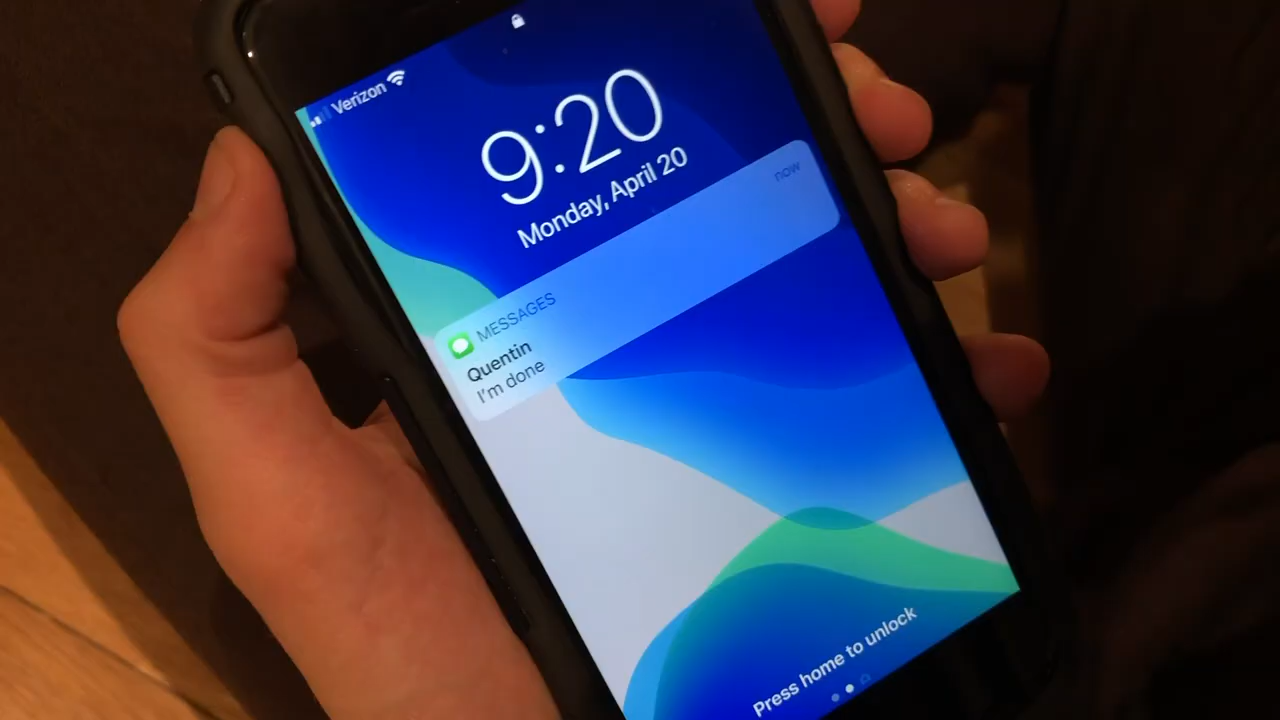 Verizon
9:20
Monday, April 20
MESSAGES
now
Quentin
I'm done
Press home to unlock